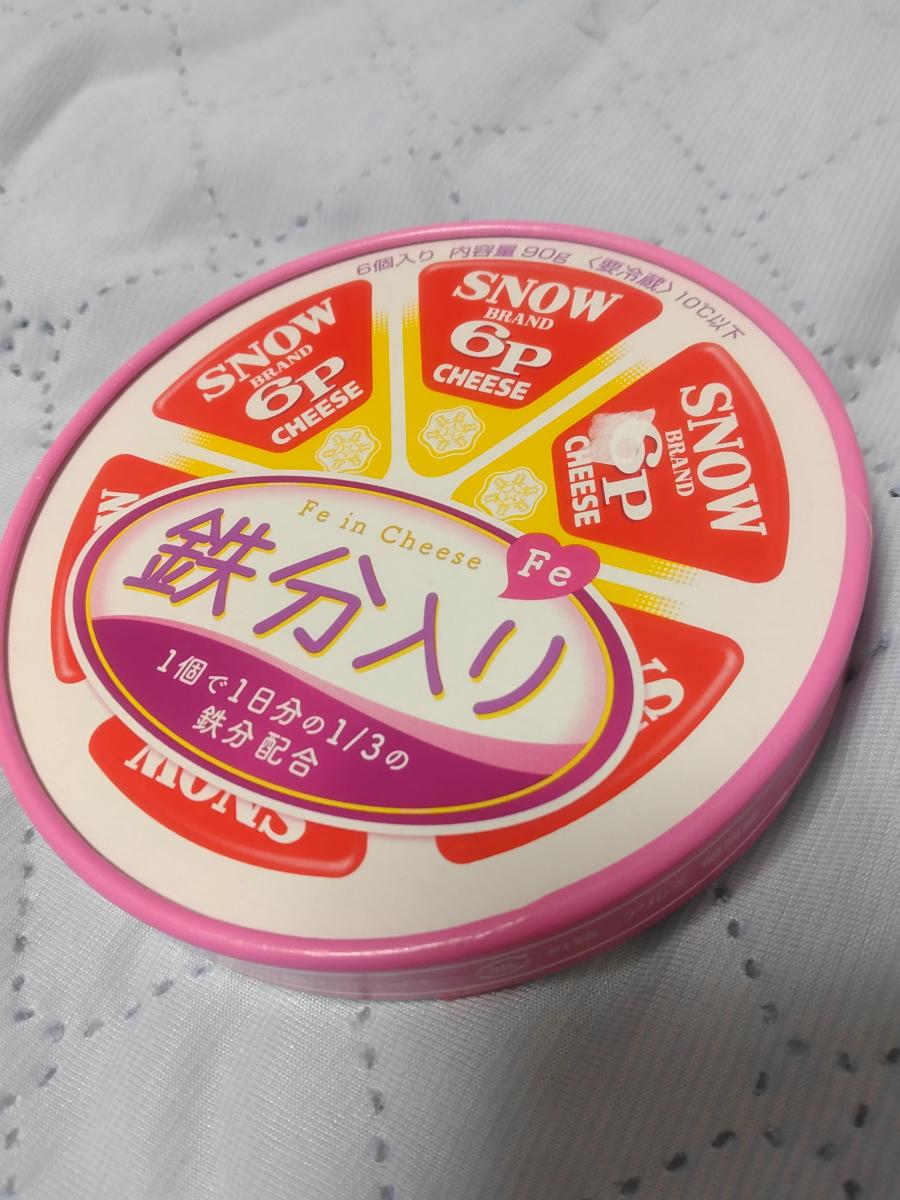 6個入り 内容量 90g 〈要冷蔵〉10℃以下
SNOW
BRAND
6P
CHEESE
SNOW
BRAND
6P
CHEESE
SNOW
BRAND
6P
CHEESE
Fe in Cheese
Fe
鉄分入り
1個で1日分の1/3の
鉄分配合
SNOW